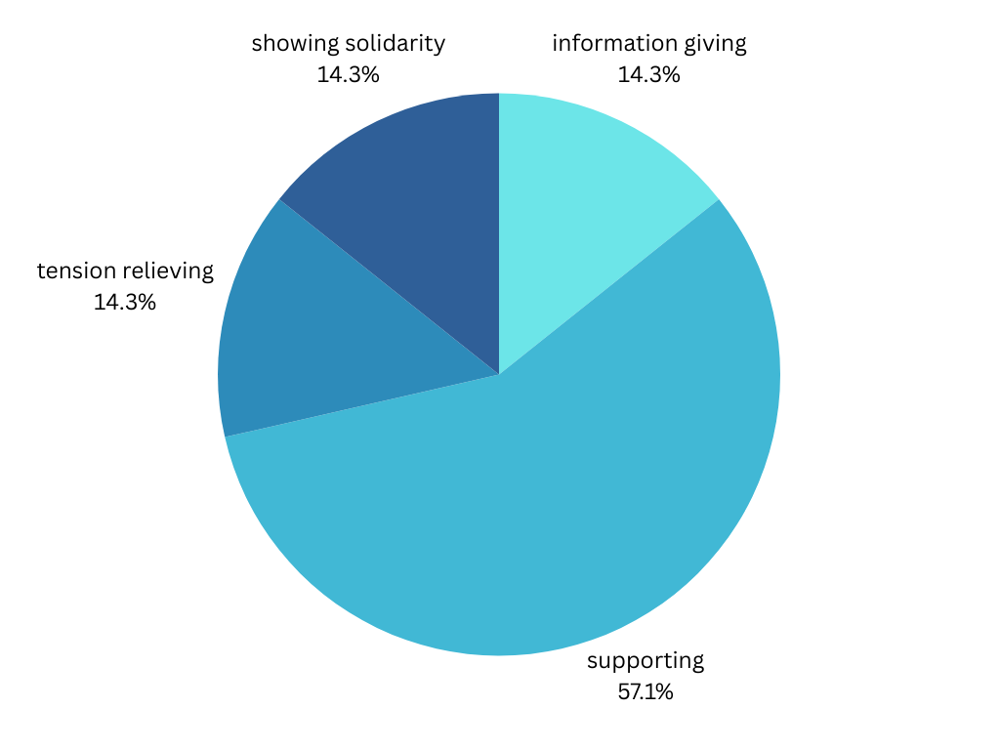 showing solidarity
14.3%
information giving
14.3%
tension relieving
14.3%
supporting
57.1%